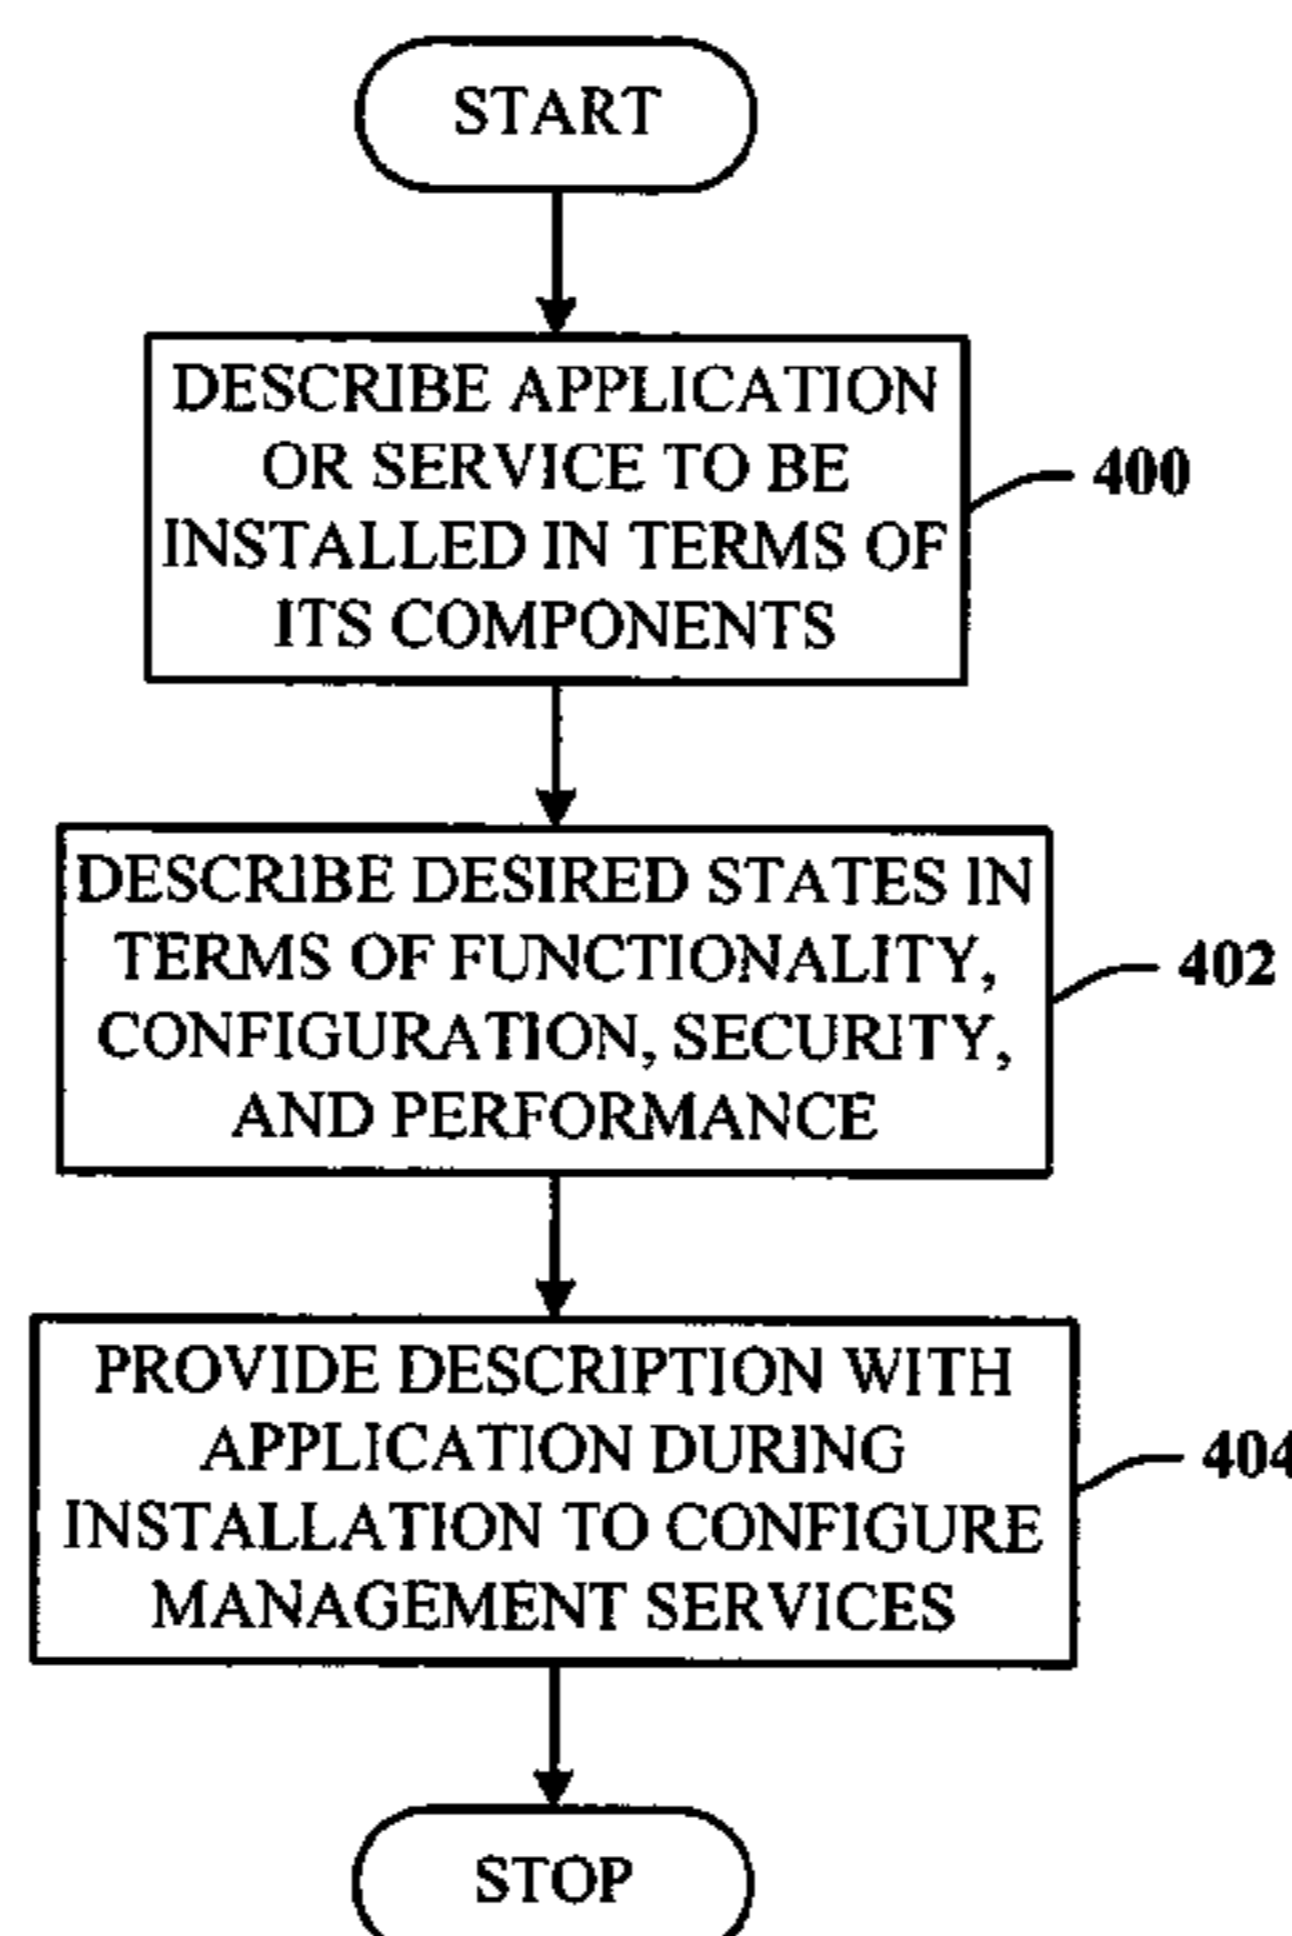 START
DESCRIBE APPLICATION
OR SERVICE TO BE
INSTALLED IN TERMS OF
ITS COMPONENTS
400
DESCRIBE DESIRED STATES IN
TERMS OF FUNCTIONALITY,
CONFIGURATION, SECURITY,
AND PERFORMANCE
402
PROVIDE DESCRIPTION WITH
APPLICATION DURING
INSTALLATION TO CONFIGURE
MANAGEMENT SERVICES
404
STOP